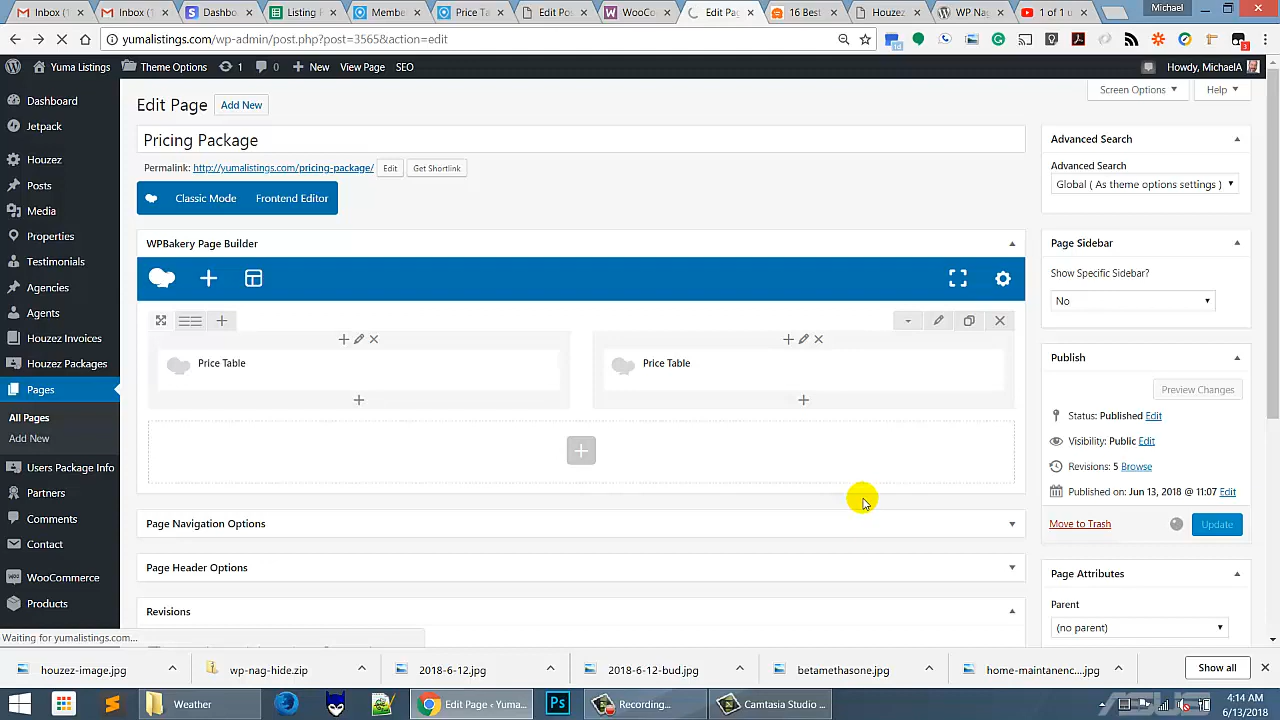 Michael
Inbox (1
Inbox (1
Dashbo
Listing F
Membe
Price Ta
Edit Po
WooCo
Edit Pag
16 Best
Houzez
WP Nag
1 of 1 u
yumalistings.com/wp-admin/post.php?post=3565&action=edit
Yuma Listings
Theme Options
1
0
New
View Page
SEO
Howdy, MichaelA
Dashboard
Jetpack
Houzez
Posts
Media
Properties
Testimonials
Agencies
Agents
Houzez Invoices
Houzez Packages
Pages
All Pages
Add New
Users Package Info
Partners
Comments
Contact
WooCommerce
Products
Edit Page
Add New
Screen Options
Help
Pricing Package
Permalink: http://yumalistings.com/pricing-package/
Edit
Get Shortlink
Classic Mode
Frontend Editor
WPBakery Page Builder
Price Table
Price Table
Page Navigation Options
Page Header Options
Revisions
Advanced Search
Advanced Search
Global ( As theme options settings )
Page Sidebar
Show Specific Sidebar?
No
Publish
Preview Changes
Status: Published Edit
Visibility: Public Edit
Revisions: 5 Browse
Published on: Jun 13, 2018 @ 11:07 Edit
Move to Trash
Update
Page Attributes
Parent
(no parent)
Waiting for yumalistings.com...
houzez-image.jpg
wp-nag-hide.zip
2018-6-12.jpg
2018-6-12-bud.jpg
betamethasone.jpg
home-maintanenc....jpg
Show all
Weather
Edit Page ‹ Yuma...
Recording...
Camtasia Studio ...
4:14 AM
6/13/2018